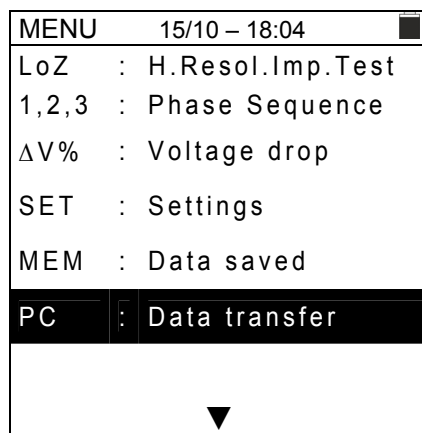 MENU 15/10 – 18:04
LoZ : H.Resol.Imp.Test
1,2,3 : Phase Sequence
ΔV% : Voltage drop
SET : Settings
MEM : Data saved
PC : Data transfer